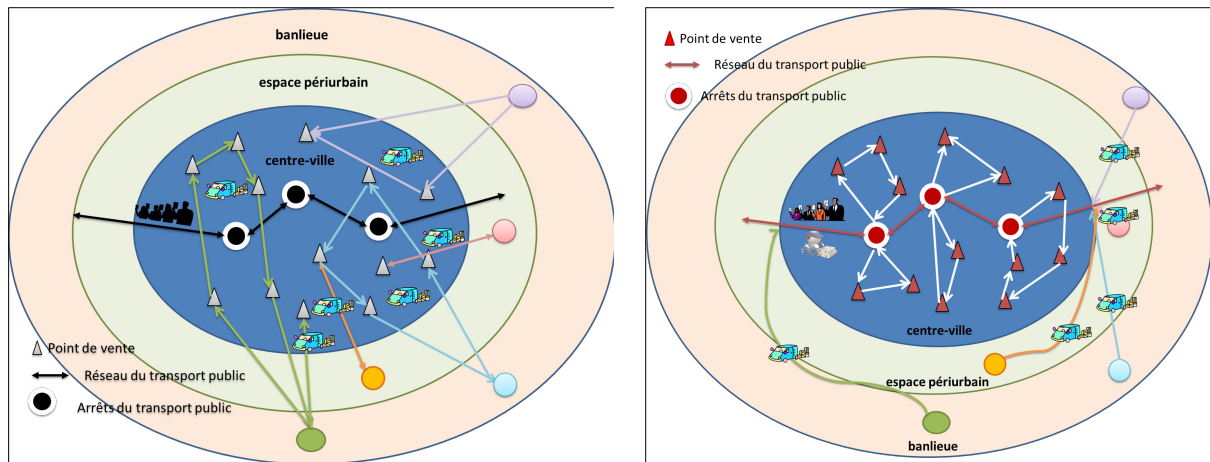 banlieue
espace périurbain
centre-ville
Point de vente
Réseau du transport public
Arrêts du transport public
Point de vente
Réseau du transport public
Arrêts du transport public
centre-ville
espace périurbain
banlieue